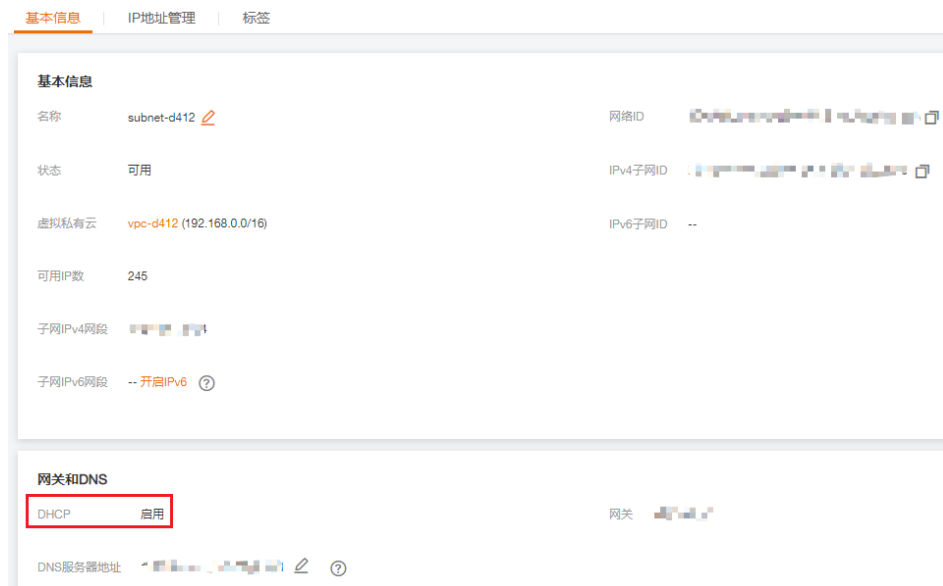 基本信息 IP地址管理 标签
基本信息
名称 subnet-d412 网络ID
状态 可用 IPv4子网ID
虚拟私有云 vpc-d412 (192.168.0.0/16) IPv6子网ID --
可用IP数 245
子网IPv4网段
子网IPv6网段 -- 开启IPv6
网关和DNS
DHCP 启用 网关
DNS服务器地址